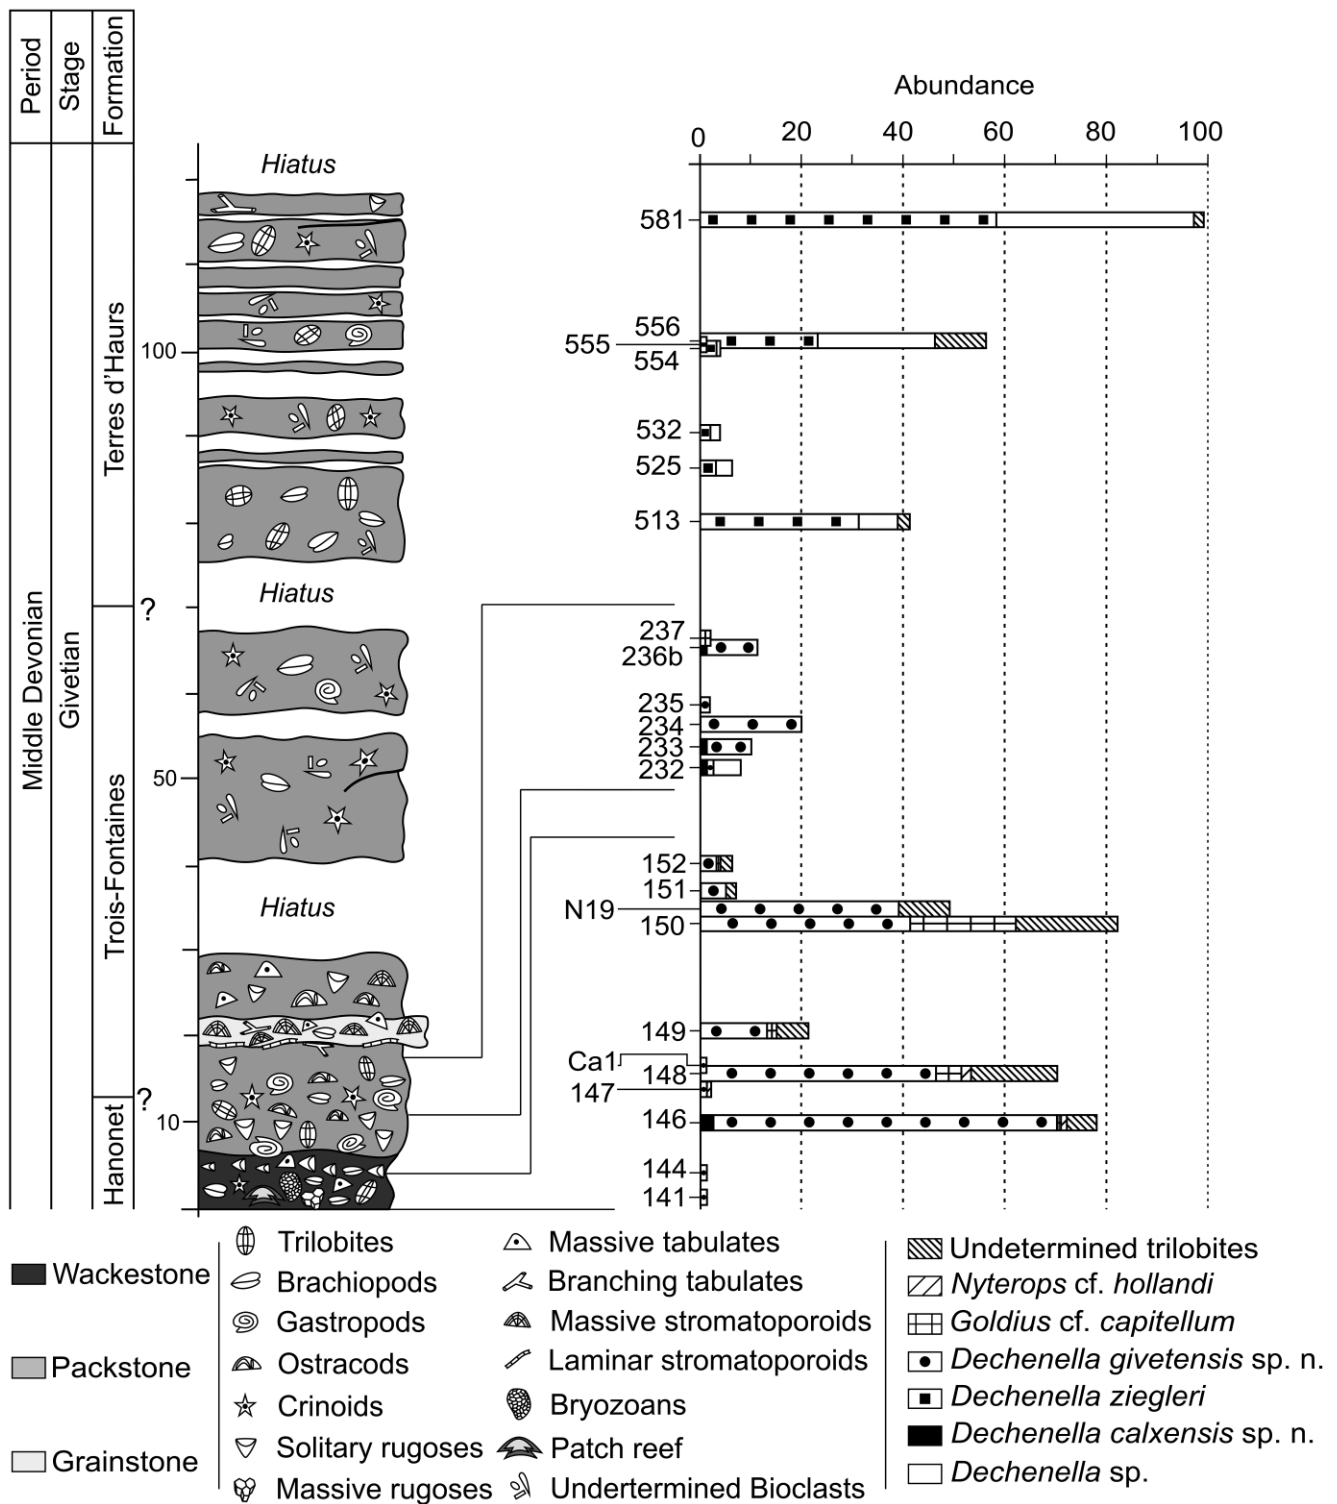 Period
Stage
Formation
Middle Devonian
Givetian
Terres d'Haurs
Trois-Fontaines
Hanonet
?
?
100
50
10
Hiatus
Hiatus
Hiatus
Abundance
0 20 40 60 80 100
581
556
555
554
532
525
513
237
236b
235
234
233
232
152
151
N19
150
149
Ca1
148
147
146
144
141
Wackestone
Packstone
Grainstone
Trilobites
Brachiopods
Gastropods
Ostracods
Crinoids
Solitary rugoses
Massive rugoses
Massive tabulates
Branching tabulates
Massive stromatoporoids
Laminar stromatoporoids
Bryozoans
Patch reef
Undertermined Bioclasts
Undetermined trilobites
Nyterops cf. hollandi
Goldius cf. capitellum
Dechenella givetensis sp. n.
Dechenella ziegleri
Dechenella calxensis sp. n.
Dechenella sp.